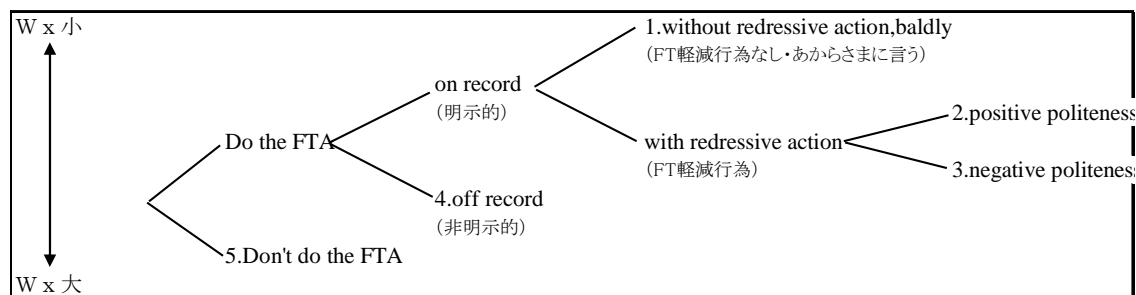 W x 小
1.without redressive action,baldly
(FT軽減行為なし・あからさまに言う)
on record
(明示的)
2.positive politeness
Do the FTA
with redressive action
(FT軽減行為)
3.negative politeness
4.off record
(非明示的)
5.Don't do the FTA
W x 大